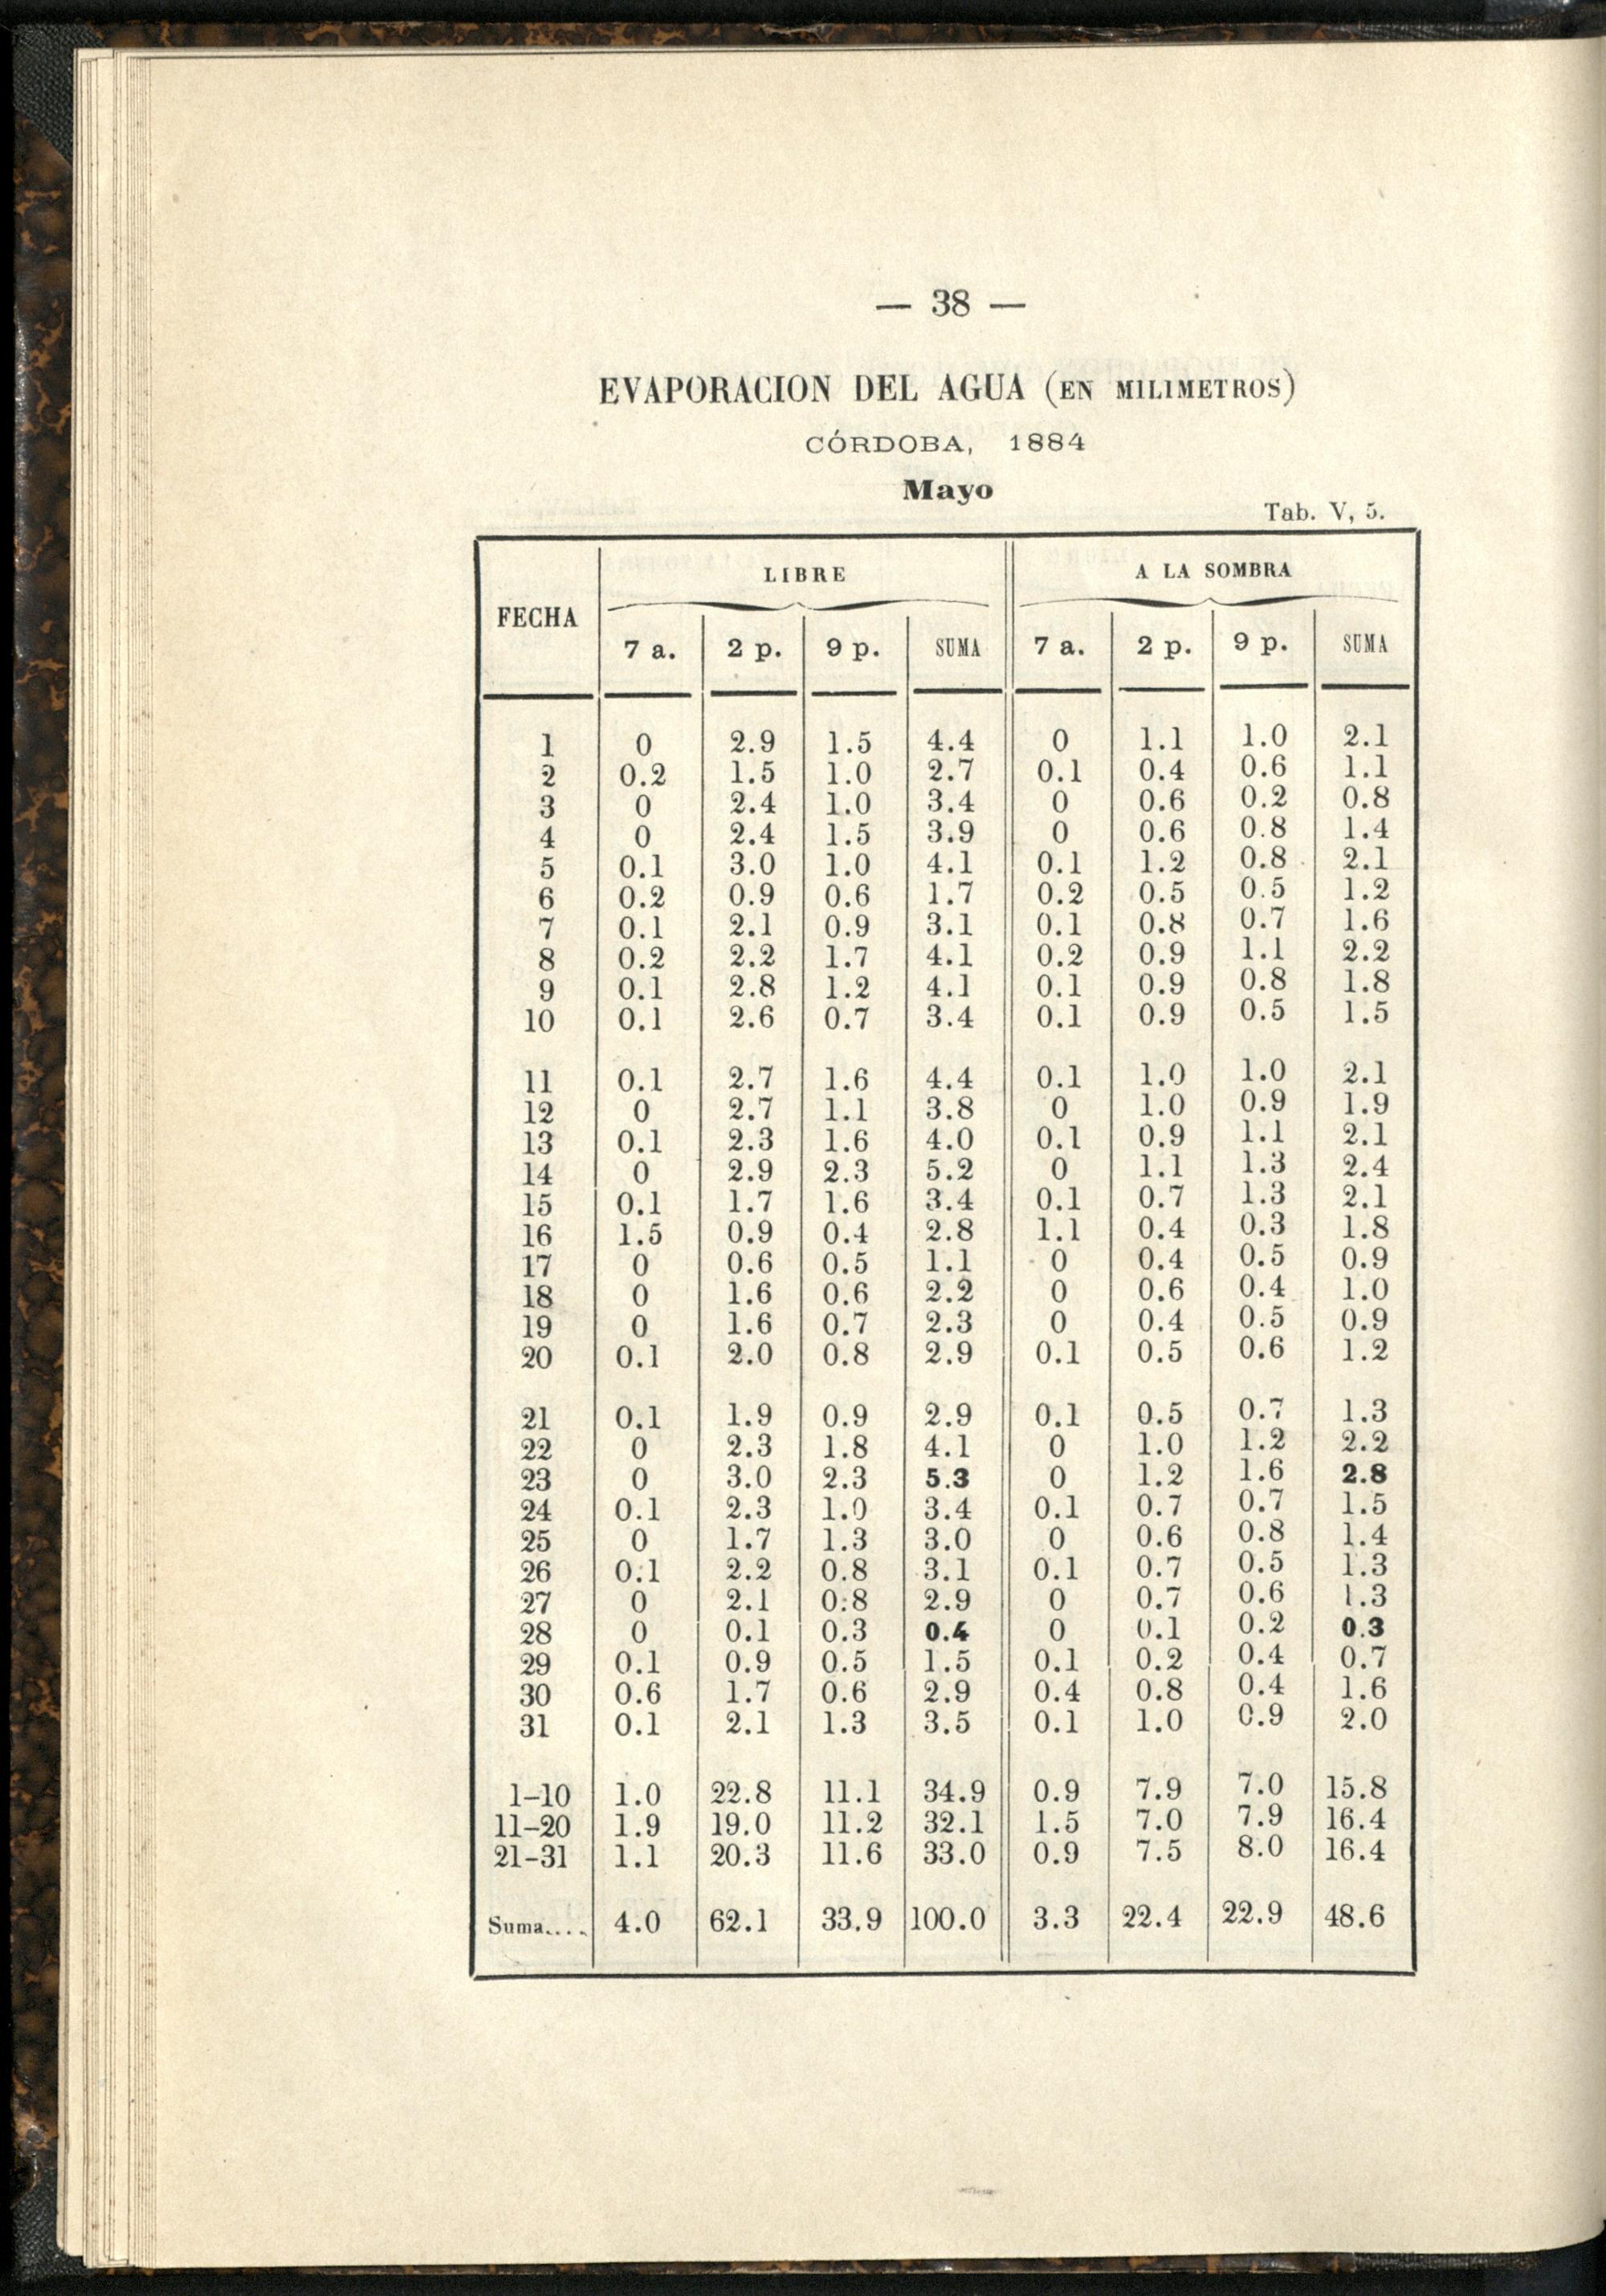 — 38 —
EVAPORACION DEL AGUA (EN MILIMETROS)
CÓRDOBA, 1884
Mayo
Tab. V, 5.
FECHA LIBRE A LA SOMBRA
7 a. 2 p. 9 p. SUMA 7 a. 2 p. 9 p. SUMA
1 0 2.9 1.5 4.4 0 1.1 1.0 2.1
2 0.2 1.5 1.0 2.7 0.1 0.4 0.6 1.1
3 0 2.4 1.0 3.4 0 0.6 0.2 0.8
4 0 2.4 1.5 3.9 0 0.6 0.8 1.4
5 0.1 3.0 1.0 4.1 0.1 1.2 0.8 2.1
6 0.2 0.9 0.6 1.7 0.2 0.5 0.5 1.2
7 0.1 2.1 0.9 3.1 0.1 0.8 0.7 1.6
8 0.2 2.2 1.7 4.1 0.2 0.9 1.1 2.2
9 0.1 2.8 1.2 4.1 0.1 0.9 0.8 1.8
10 0.1 2.6 0.7 3.4 0.1 0.9 0.5 1.5
11 0.1 2.7 1.6 4.4 0.1 1.0 1.0 2.1
12 0 2.7 1.1 3.8 0 1.0 0.9 1.9
13 0.1 2.3 1.6 4.0 0.1 0.9 1.1 2.1
14 0 2.9 2.3 5.2 0 1.1 1.3 2.4
15 0.1 1.7 1.6 3.4 0.1 0.7 1.3 2.1
16 1.5 0.9 0.4 2.8 1.1 0.4 0.3 1.8
17 0 0.6 0.5 1.1 0 0.4 0.5 0.9
18 0 1.6 0.6 2.2 0 0.6 0.4 1.0
19 0 1.6 0.7 2.3 0 0.4 0.5 0.9
20 0.1 2.0 0.8 2.9 0.1 0.5 0.6 1.2
21 0.1 1.9 0.9 2.9 0.1 0.5 0.7 1.3
22 0 2.3 1.8 4.1 0 1.0 1.2 2.2
23 0 3.0 2.3 5.3 0 1.2 1.6 2.8
24 0.1 2.3 1.0 3.4 0.1 0.7 0.7 1.5
25 0 1.7 1.3 3.0 0 0.6 0.8 1.4
26 0.1 2.2 0.8 3.1 0.1 0.7 0.5 1.3
27 0 2.1 0.8 2.9 0 0.7 0.6 1.3
28 0 0.1 0.3 0.4 0 0.1 0.2 0.3
29 0.1 0.9 0.5 1.5 0.1 0.2 0.4 0.7
30 0.6 1.7 0.6 2.9 0.4 0.8 0.4 1.6
31 0.1 2.1 1.3 3.5 0.1 1.0 0.9 2.0
1-10 1.0 22.8 11.1 34.9 0.9 7.9 7.0 15.8
11-20 1.9 19.0 11.2 32.1 1.5 7.0 7.9 16.4
21-31 1.1 20.3 11.6 33.0 0.9 7.5 8.0 16.4
Suma.... 4.0 62.1 33.9 100.0 3.3 22.4 22.9 48.6